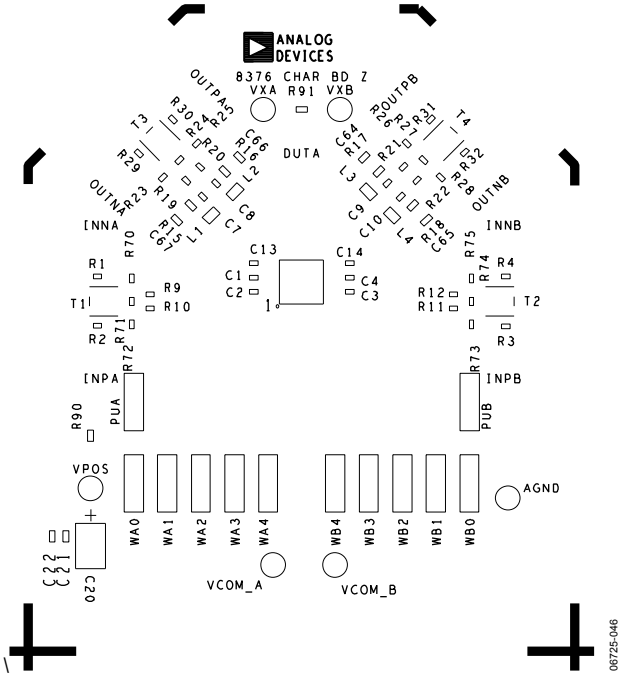 ANALOG
DEVICES
8376 CHAR BD Z
VXA
R91
VXB
DUTA
OUTPA
R25
R30
R24
T3
R20
C66
R16
L2
R29
R23
R19
OUTNA
R15
C67
L1
C7
C8
OUTPB
R26
R27
R31
T4
C64
R17
R21
L3
R32
R28
R22
OUTNB
C9
C10
R18
C65
L4
INNA
R70
INNB
R75
R74
R1
C13
C14
R4
T1
R9
C1
C4
R12
T2
R10
C2
C3
R11
1
R2
R71
R72
R3
R73
INPA
PUA
INPB
PUB
R90
VPOS
AGND
+
WA0
WA1
WA2
WA3
WA4
WB4
WB3
WB2
WB1
WB0
C22
C21
C20
VCOM_A
VCOM_B
\
06725-046